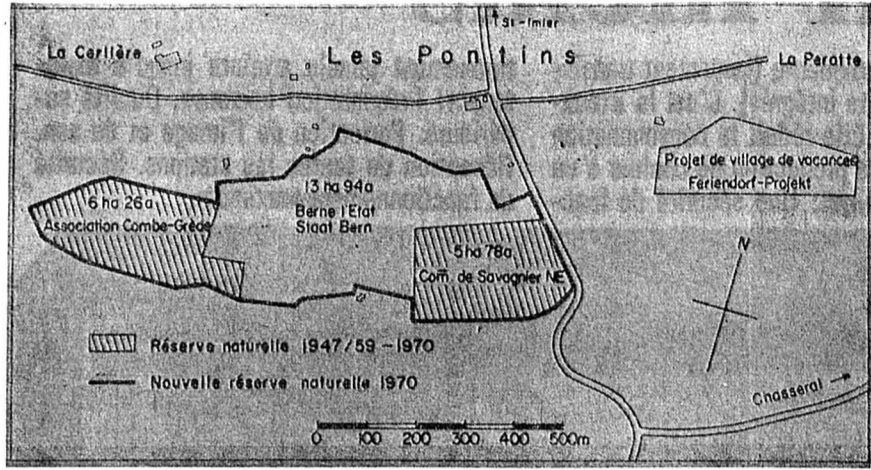 St-Imier
La Cerlière
Les Pontins
La Perotte
Projet de village de vacances
Feriendorf-Projekt
13 ha 94a
Berne l'Etat
Staat Bern
6 ha 26a
Association Combe-Grède
5 ha 78a
Com. de Savagnier NE
N
Réserve naturelle 1947/59-1970
Nouvelle réserve naturelle 1970
Chasseral
0 100 200 300 400 500m